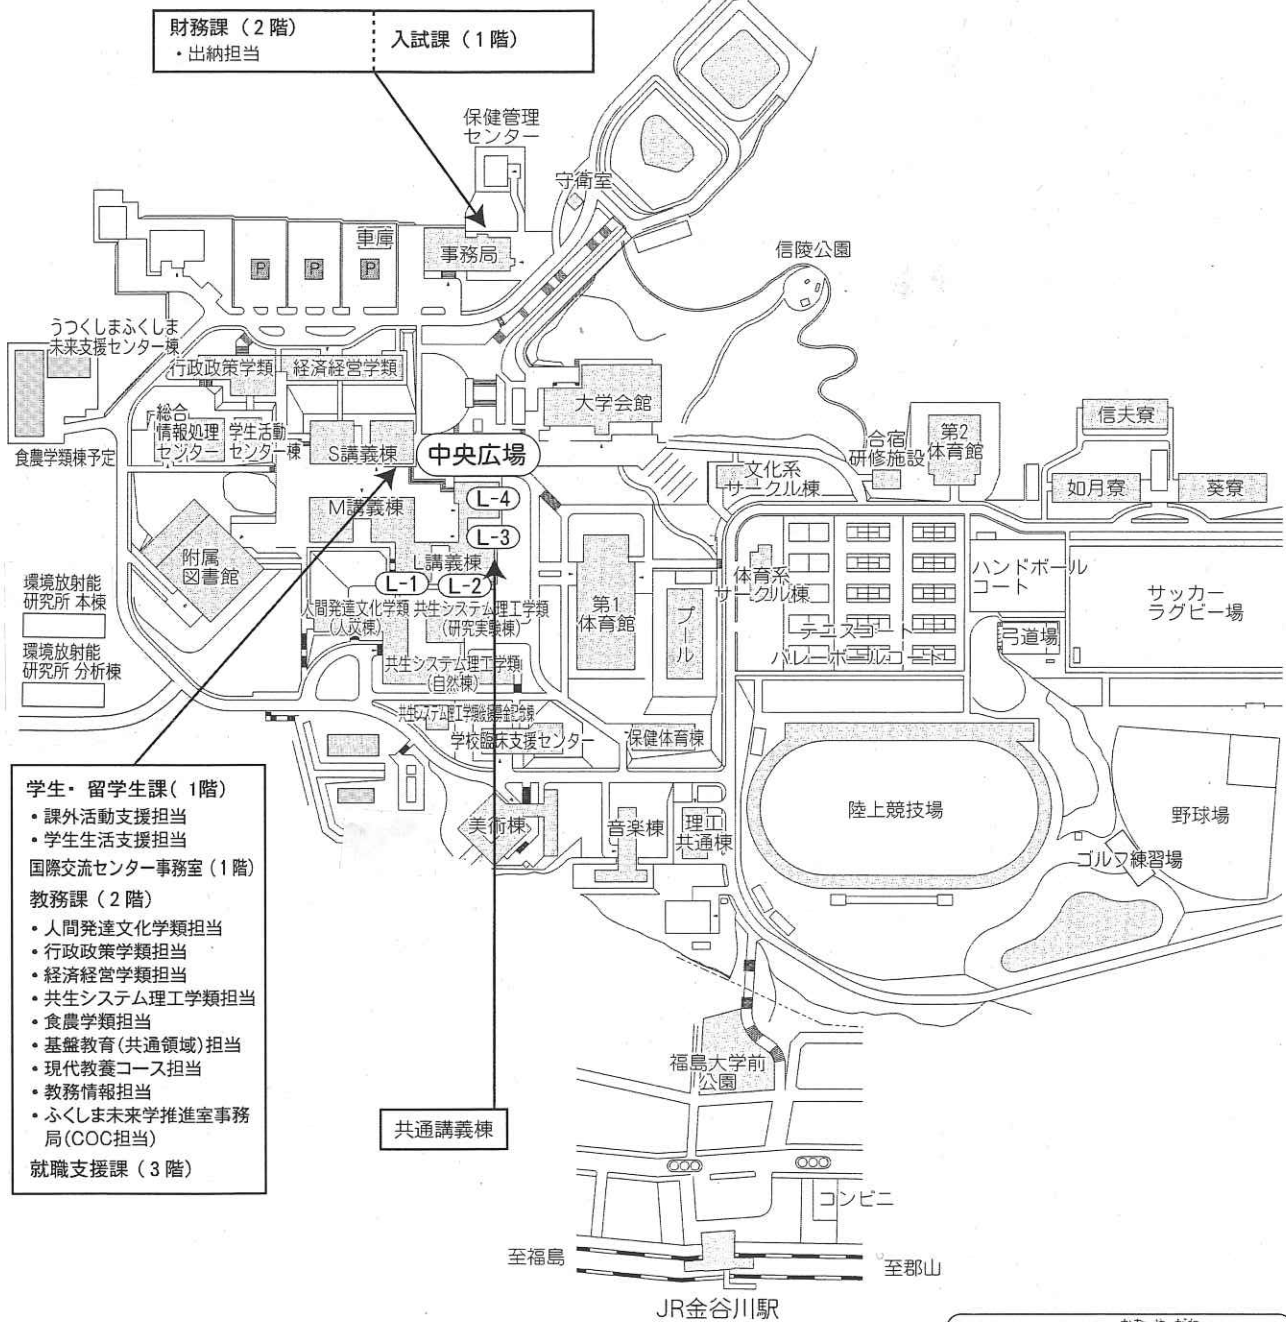 財務課（２階）
・出納担当
入試課（１階）
保健管理
センター
守衛室
車庫
事務局
P
P
P
信陵公園
うつくしまふくしま
未来支援センター棟
行政政策学類
経済経営学類
大学会館
総合
情報処理
センター
学生活動
センター棟
食農学類棟予定
S講義棟
中央広場
合宿
研修施設
第2
体育館
信夫寮
如月寮
葵寮
文化系
サークル棟
L-4
M講義棟
L-3
L講義棟
L-1
L-2
附属
図書館
人間発達文化学類
(人文棟)
共生システム理工学類
(研究実験棟)
第1
体育館
プール
体育系
サークル棟
テニスコート
バレーボールコート
ハンドボール
コート
弓道場
サッカー
ラグビー場
環境放射能
研究所 本棟
環境放射能
研究所 分析棟
共生システム理工学類
(自然棟)
学校臨床支援センター
保健体育棟
美術棟
音楽棟
理工
共通棟
陸上競技場
野球場
ゴルフ練習場
学生・留学生課（１階）
・課外活動支援担当
・学生生活支援担当
国際交流センター事務室（１階）
教務課（２階）
・人間発達文化学類担当
・行政政策学類担当
・経済経営学類担当
・共生システム理工学類担当
・食農学類担当
・基盤教育(共通領域)担当
・現代教養コース担当
・教務情報担当
・ふくしま未来学推進室事務
局(COC担当)
就職支援課（３階）
共通講義棟
福島大学前
公園
コンビニ
至福島
至郡山
JR金谷川駅